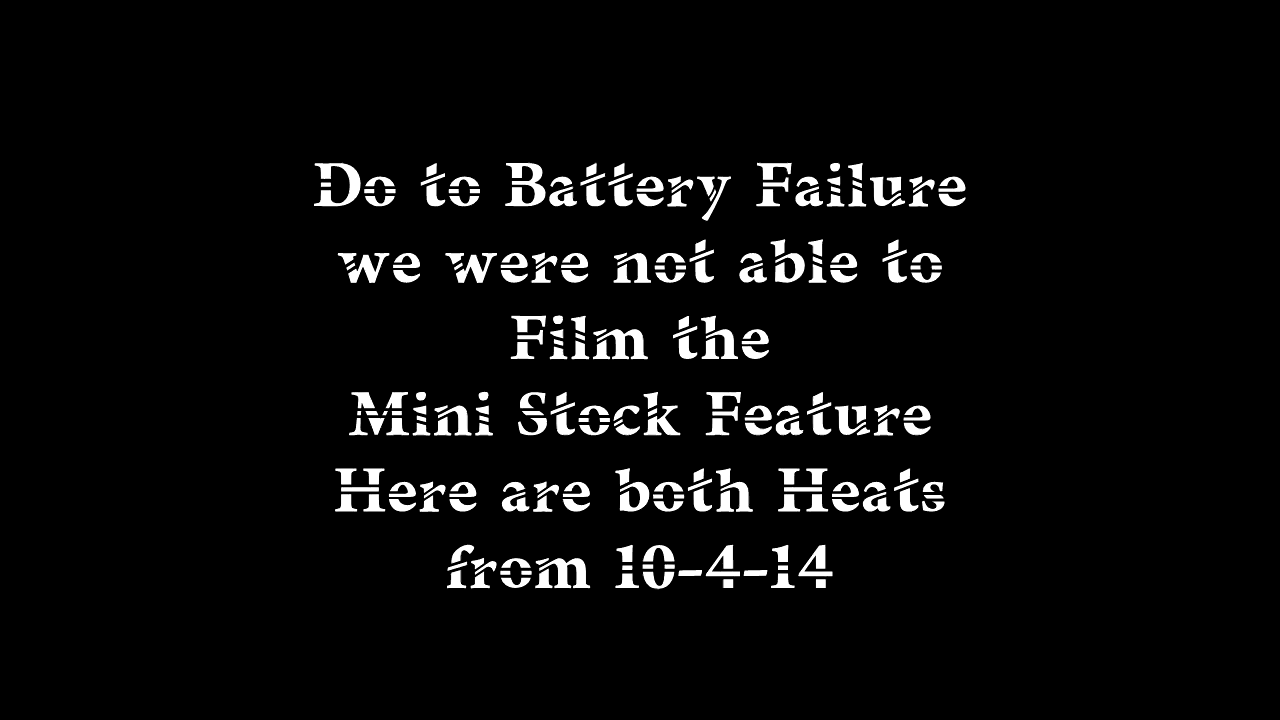 Do to Battery Failure
we were not able to
Film the
Mini Stock Feature
Here are both Heats
from 10-4-14